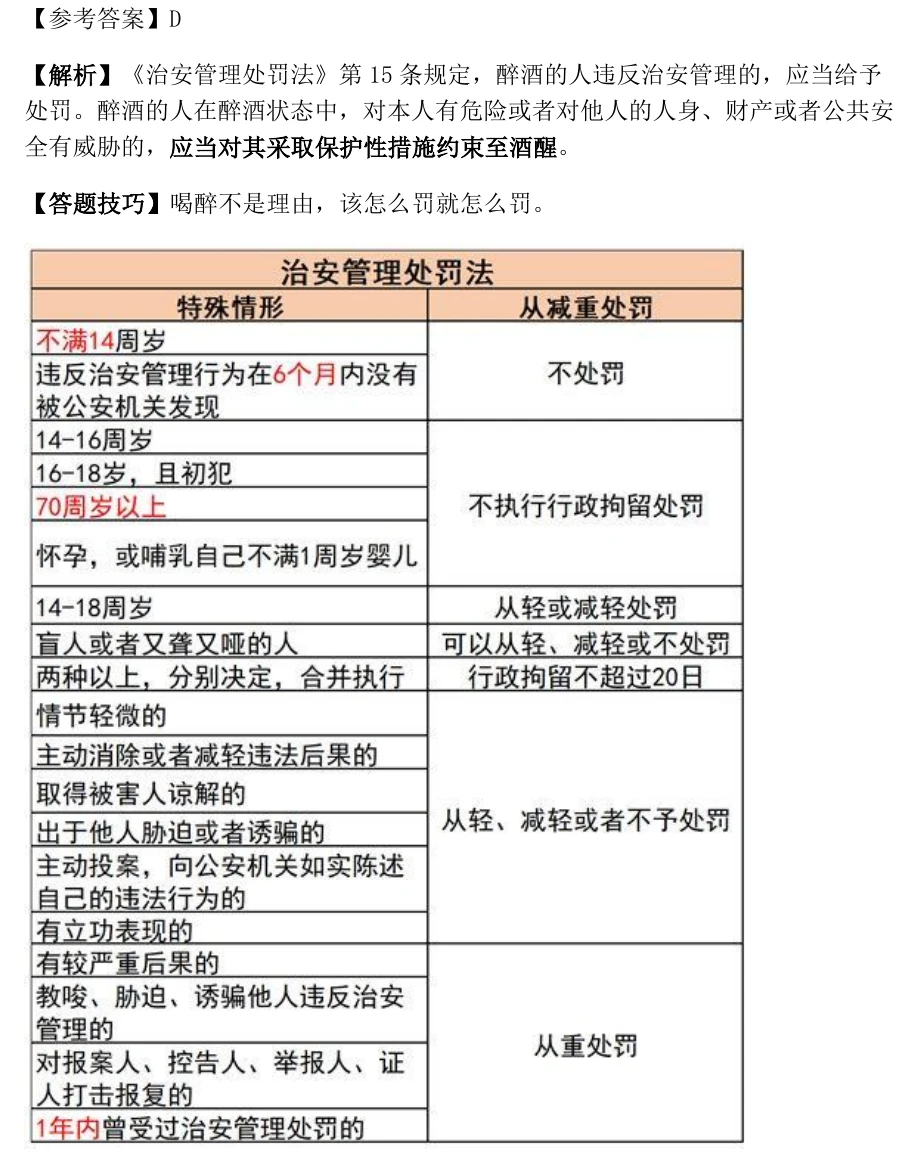 【参考答案】D
【解析】《治安管理处罚法》第 15 条规定，醉酒的人违反治安管理的，应当给予
处罚。醉酒的人在醉酒状态中，对本人有危险或者对他人的人身、财产或者公共安
全有威胁的，应当对其采取保护性措施约束至酒醒。
【答题技巧】喝醉不是理由，该怎么罚就怎么罚。
治安管理处罚法
特殊情形
从减重处罚
不满14周岁
违反治安管理行为在6个月内没有
被公安机关发现
不处罚
14-16周岁
16-18岁，且初犯
70周岁以上
怀孕，或哺乳自己不满1周岁婴儿
不执行行政拘留处罚
14-18周岁
从轻或减轻处罚
盲人或者又聋又哑的人
可以从轻、减轻或不处罚
两种以上，分别决定，合并执行
行政拘留不超过20日
情节轻微的
主动消除或者减轻违法后果的
取得被害人谅解的
出于他人胁迫或者诱骗的
主动投案，向公安机关如实陈述
自己的违法行为的
有立功表现的
从轻、减轻或者不予处罚
有较严重后果的
教唆、胁迫、诱骗他人违反治安
管理的
对报案人、控告人、举报人、证
人打击报复的
1年内曾受过治安管理处罚的
从重处罚